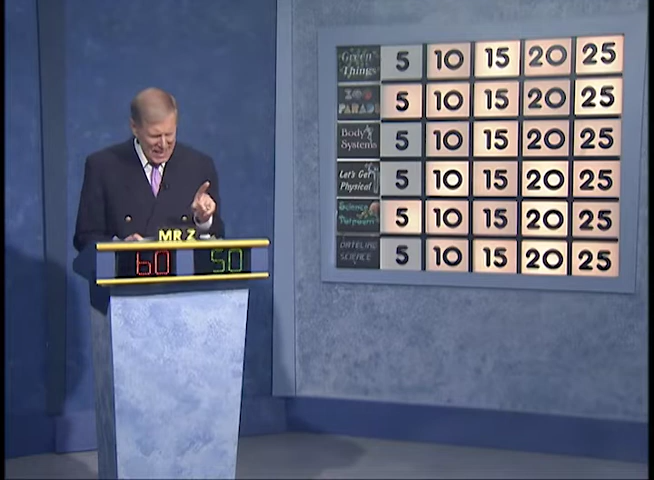 Green Things 5 10 15 20 25
ZOO PARADE 5 10 15 20 25
Body Systems 5 10 15 20 25
Let's Get Physical 5 10 15 20 25
Science Potpourri 5 10 15 20 25
DATELINE SCIENCE 5 10 15 20 25
MR Z
60 50